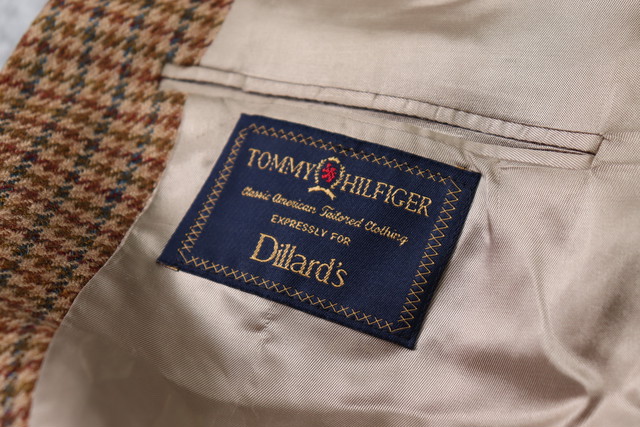 TOMMY HILFIGER
Classic American Tailored Clothing
EXPRESSLY FOR
Dillard's